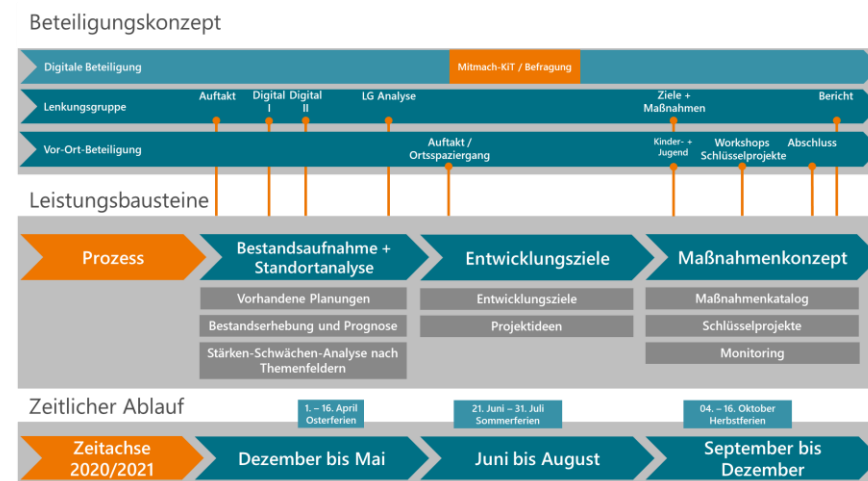 Beteiligungskonzept
Digitale Beteiligung
Mitmach-KiT / Befragung
Lenkungsgruppe
Auftakt
Digital I
Digital II
LG Analyse
Ziele +
Maßnahmen
Bericht
Vor-Ort-Beteiligung
Auftakt /
Ortsspaziergang
Kinder- +
Jugend
Workshops
Schlüsselprojekte
Abschluss
Leistungsbausteine
Prozess
Bestandsaufnahme +
Standortanalyse
Entwicklungsziele
Maßnahmenkonzept
Vorhandene Planungen
Bestandserhebung und Prognose
Stärken-Schwächen-Analyse nach
Themenfeldern
Entwicklungsziele
Projektideen
Maßnahmenkatalog
Schlüsselprojekte
Monitoring
Zeitlicher Ablauf
1. – 16. April
Osterferien
21. Juni – 31. Juli
Sommerferien
04. – 16. Oktober
Herbstferien
Zeitachse
2020/2021
Dezember bis Mai
Juni bis August
September bis
Dezember